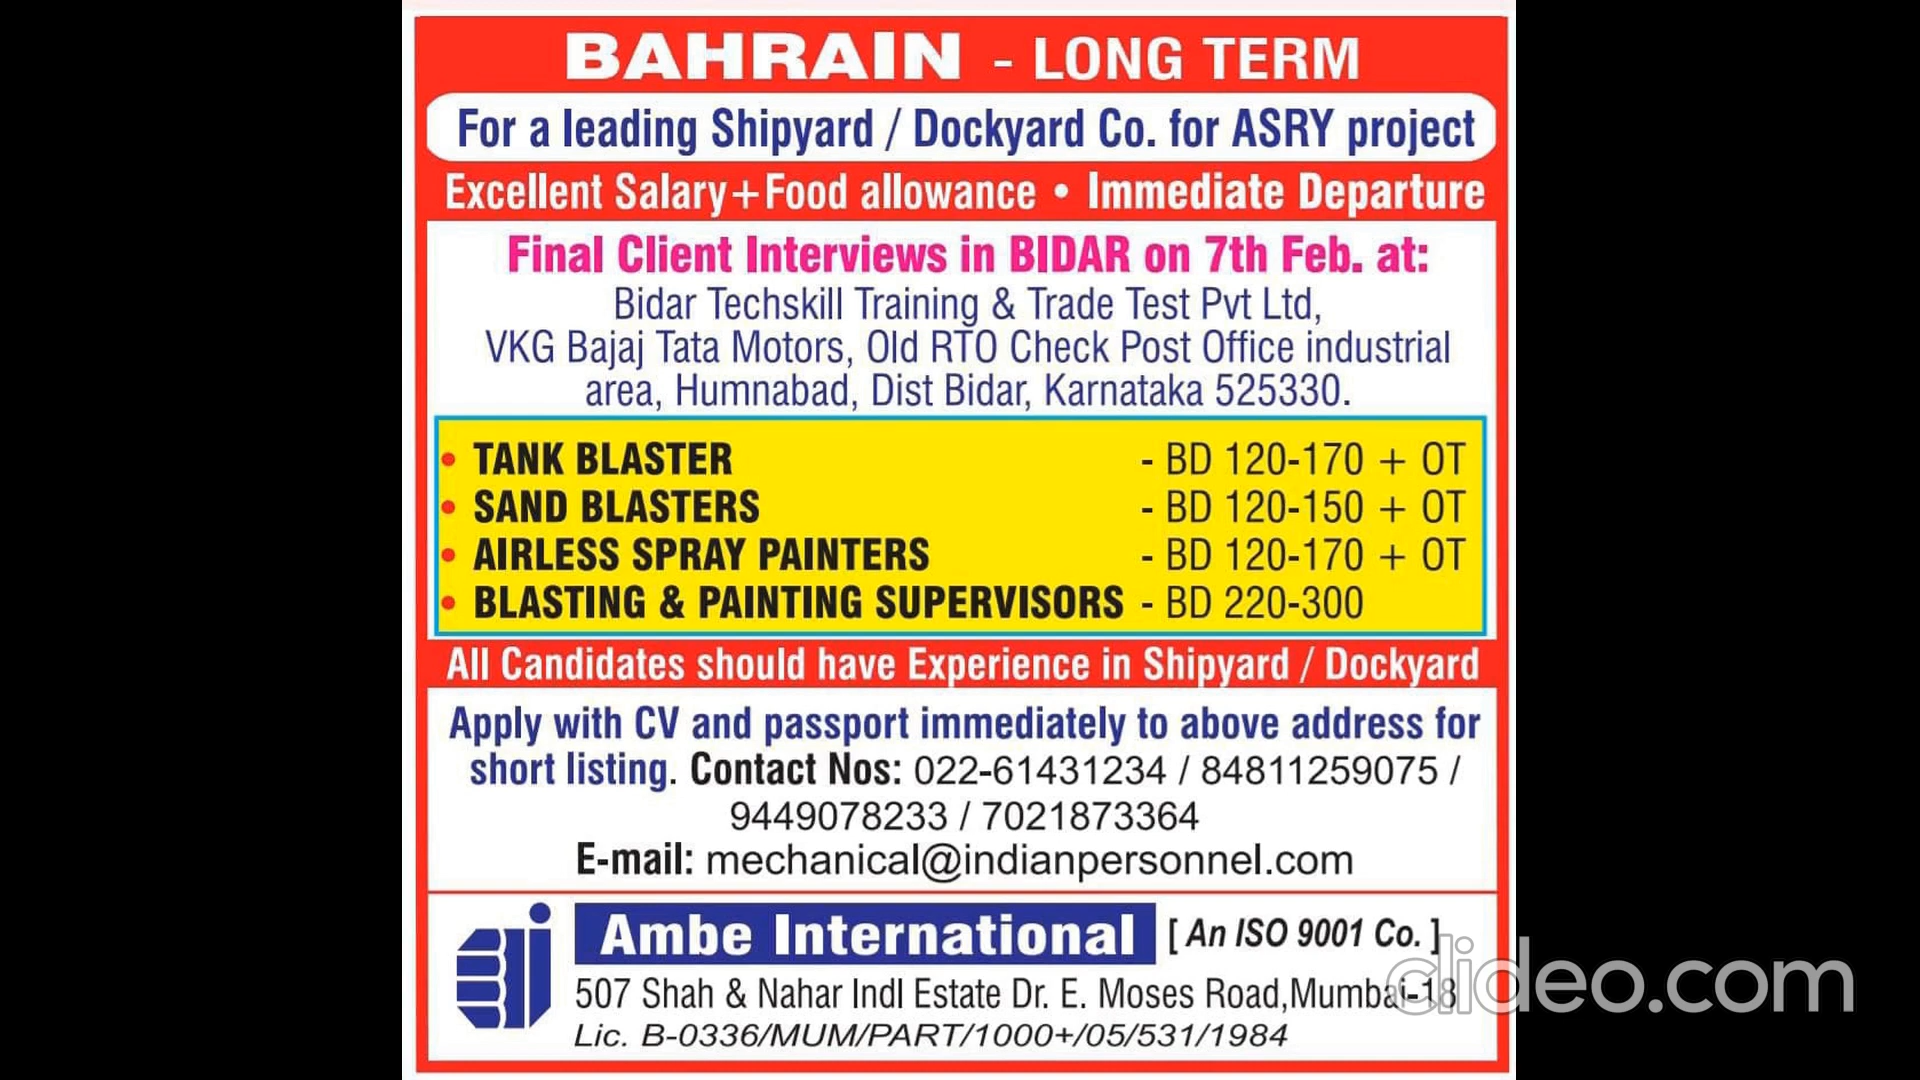 BAHRAIN - LONG TERM
For a leading Shipyard / Dockyard Co. for ASRY project
Excellent Salary+Food allowance • Immediate Departure
Final Client Interviews in BIDAR on 7th Feb. at:
Bidar Techskill Training & Trade Test Pvt Ltd,
VKG Bajaj Tata Motors, Old RTO Check Post Office industrial
area, Humnabad, Dist Bidar, Karnataka 525330.
• TANK BLASTER - BD 120-170 + OT
• SAND BLASTERS - BD 120-150 + OT
• AIRLESS SPRAY PAINTERS - BD 120-170 + OT
• BLASTING & PAINTING SUPERVISORS - BD 220-300
All Candidates should have Experience in Shipyard / Dockyard
Apply with CV and passport immediately to above address for
short listing. Contact Nos: 022-61431234 / 84811259075 /
9449078233 / 7021873364
E-mail: mechanical@indianpersonnel.com
Ambe International [ An ISO 9001 Co. ]
507 Shah & Nahar Indl Estate Dr. E. Moses Road,Mumbai-18
Lic. B-0336/MUM/PART/1000+/05/531/1984
clideo.com